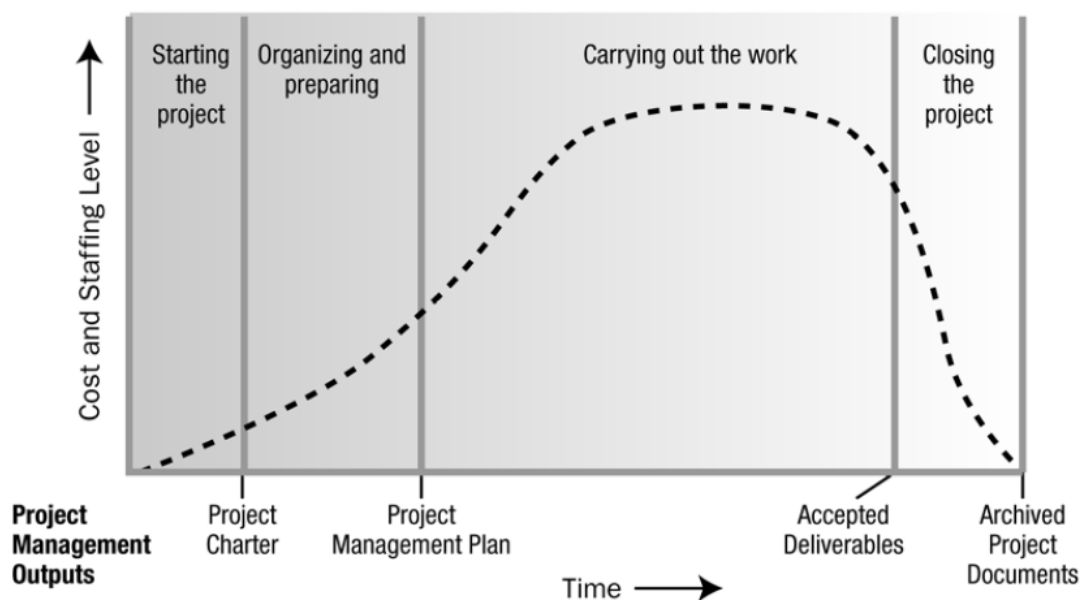 Starting
the
project
Organizing and
preparing
Carrying out the work
Closing
the
project
Cost and Staffing Level
Project
Management
Outputs
Project
Charter
Project
Management Plan
Accepted
Deliverables
Archived
Project
Documents
Time